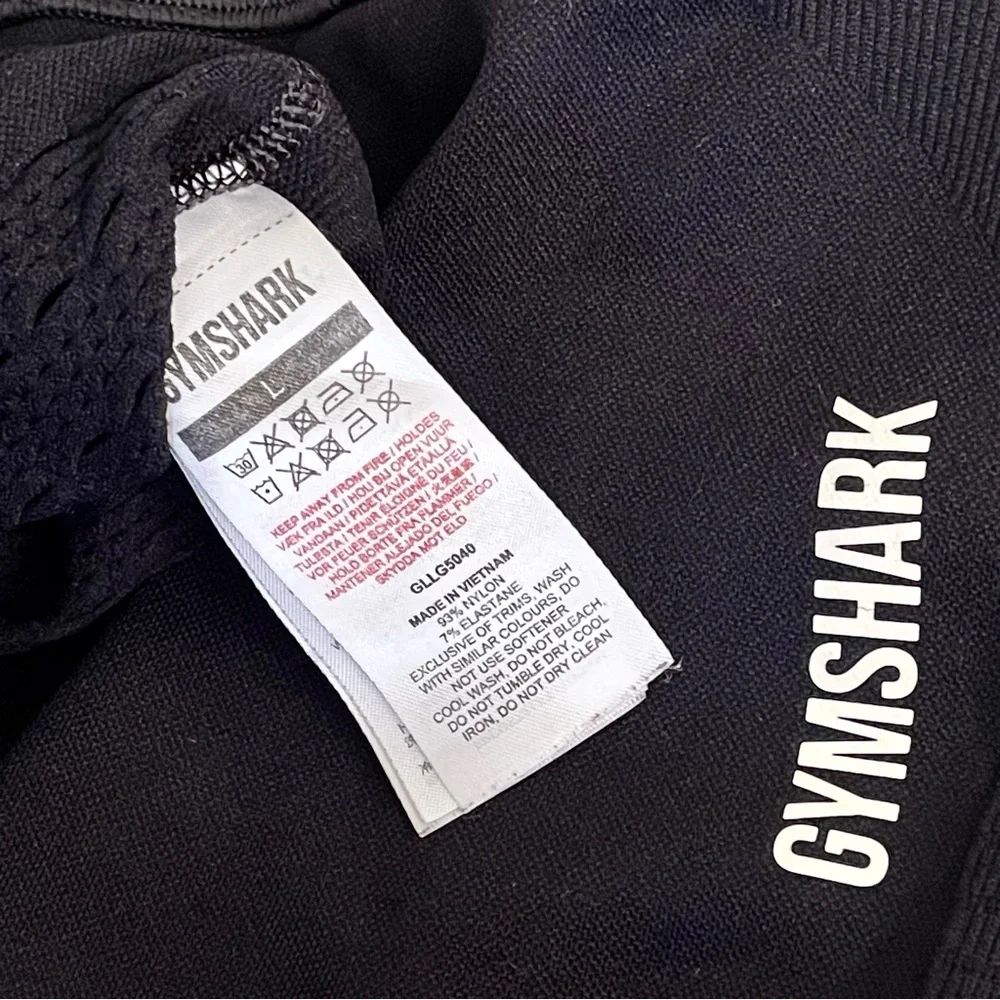 GYMSHARK
L
30
KEEP AWAY FROM FIRE / HOLDES
VÆK FRA ILD / HOU BIJ OPEN VUUR
VANDAAN / PIDETTÄVÄ ETÄÄLLÄ
TULESTA / TENIR ÉLOIGNÉ DU FEU /
VOR FEUER SCHÜTZEN /
HOLD BORTE FRA FLAMMER /
MANTENER ALEJADO DEL FUEGO /
SKYDDA MOT ELD
GLLG5040
MADE IN VIETNAM
93% NYLON
7% ELASTANE
EXCLUSIVE OF TRIMS, WASH
WITH SIMILAR COLOURS, DO
NOT USE SOFTENER
COOL WASH, DO NOT BLEACH,
DO NOT TUMBLE DRY, COOL
IRON, DO NOT DRY CLEAN
GYMSHARK